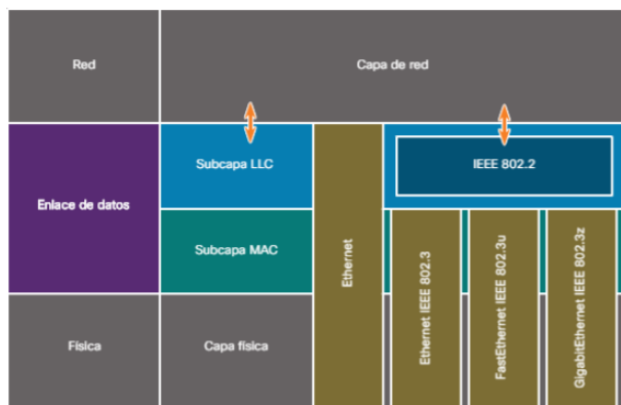 Red
Capa de red
Enlace de datos
Subcapa LLC
IEEE 802.2
Subcapa MAC
Ethernet
Ethernet IEEE 802.3
FastEthernet IEEE 802.3u
GigabitEthernet IEEE 802.3z
Física
Capa física